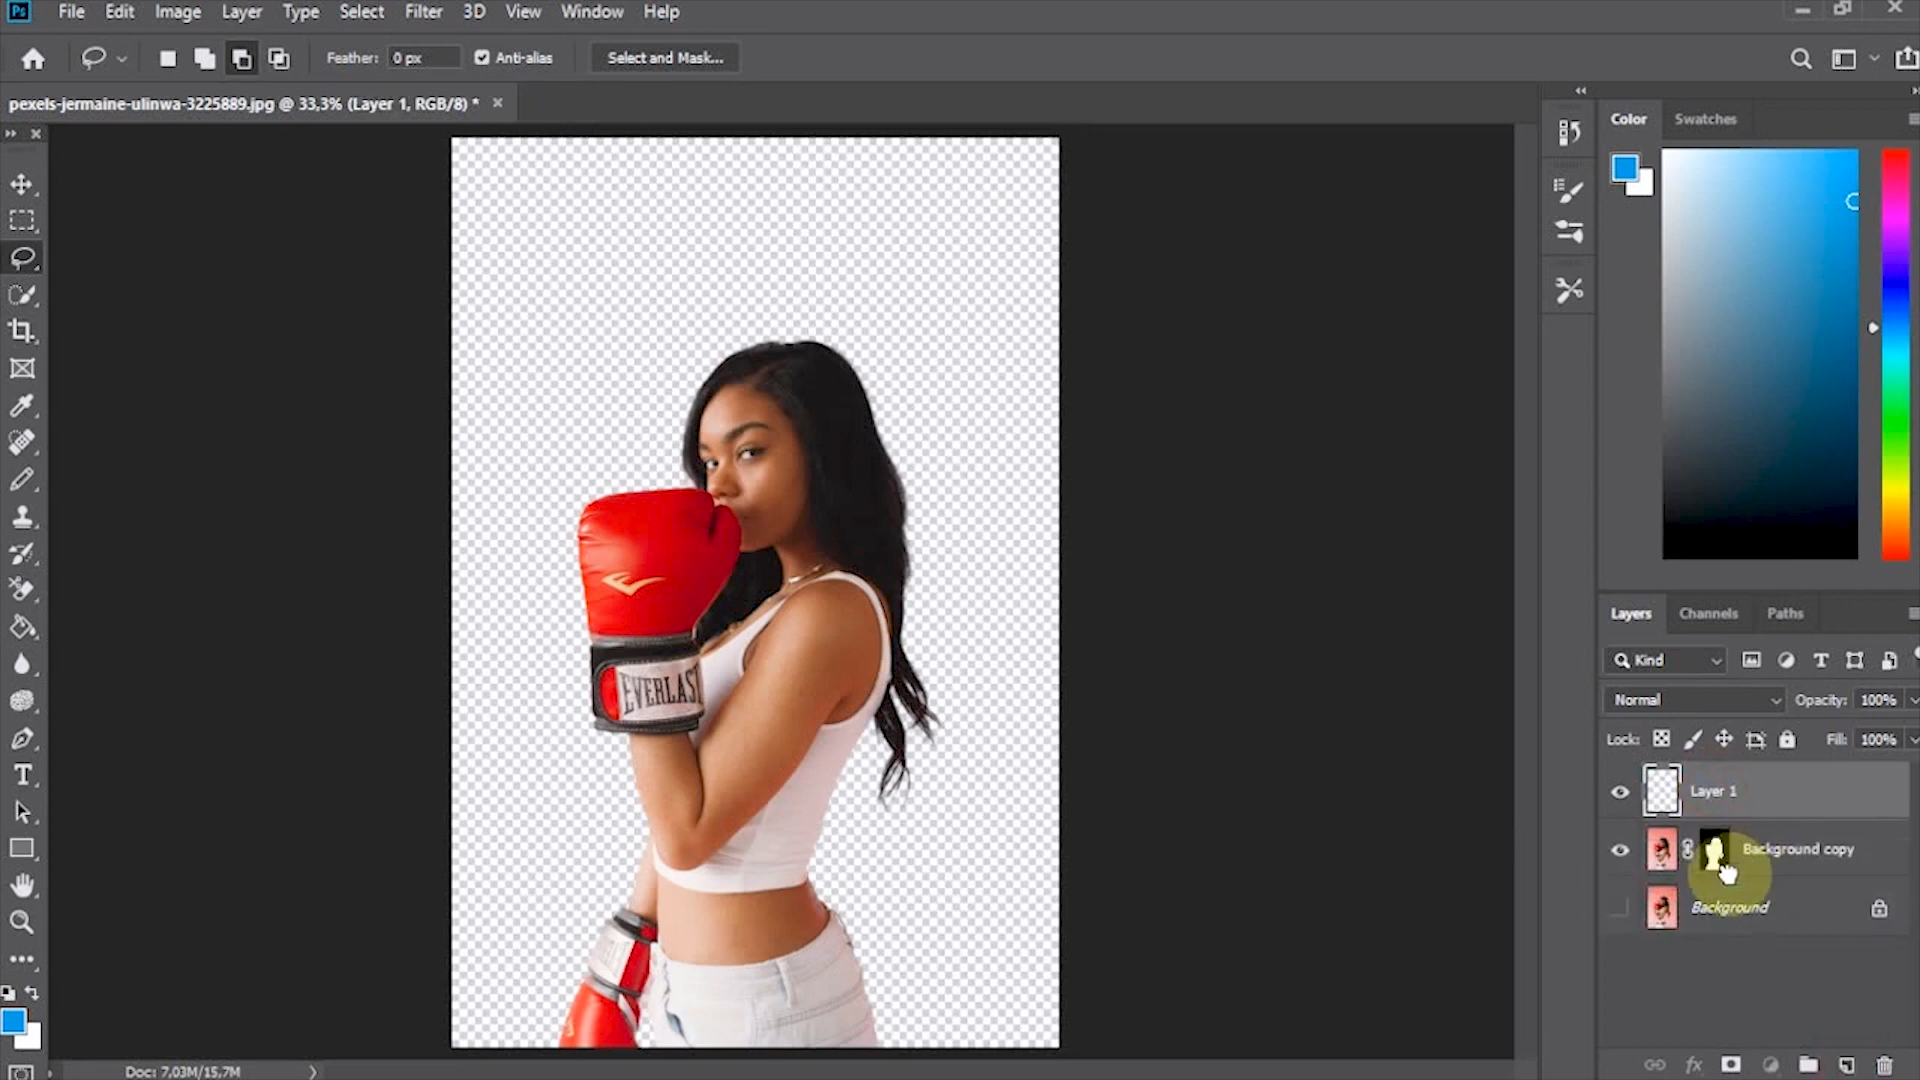 Ps File Edit Image Layer Type Select Filter 3D View Window Help
Feather: 0 px Anti-alias Select and Mask...
pexels-jermaine-ulinwa-3225889.jpg @ 33,3% (Layer 1, RGB/8) *
Color Swatches
EVERLAST
Layers Channels Paths
Kind
Normal Opacity: 100%
Lock: Fill: 100%
Layer 1
Background copy
Background
Doc: 7,03M/15,7M
fx